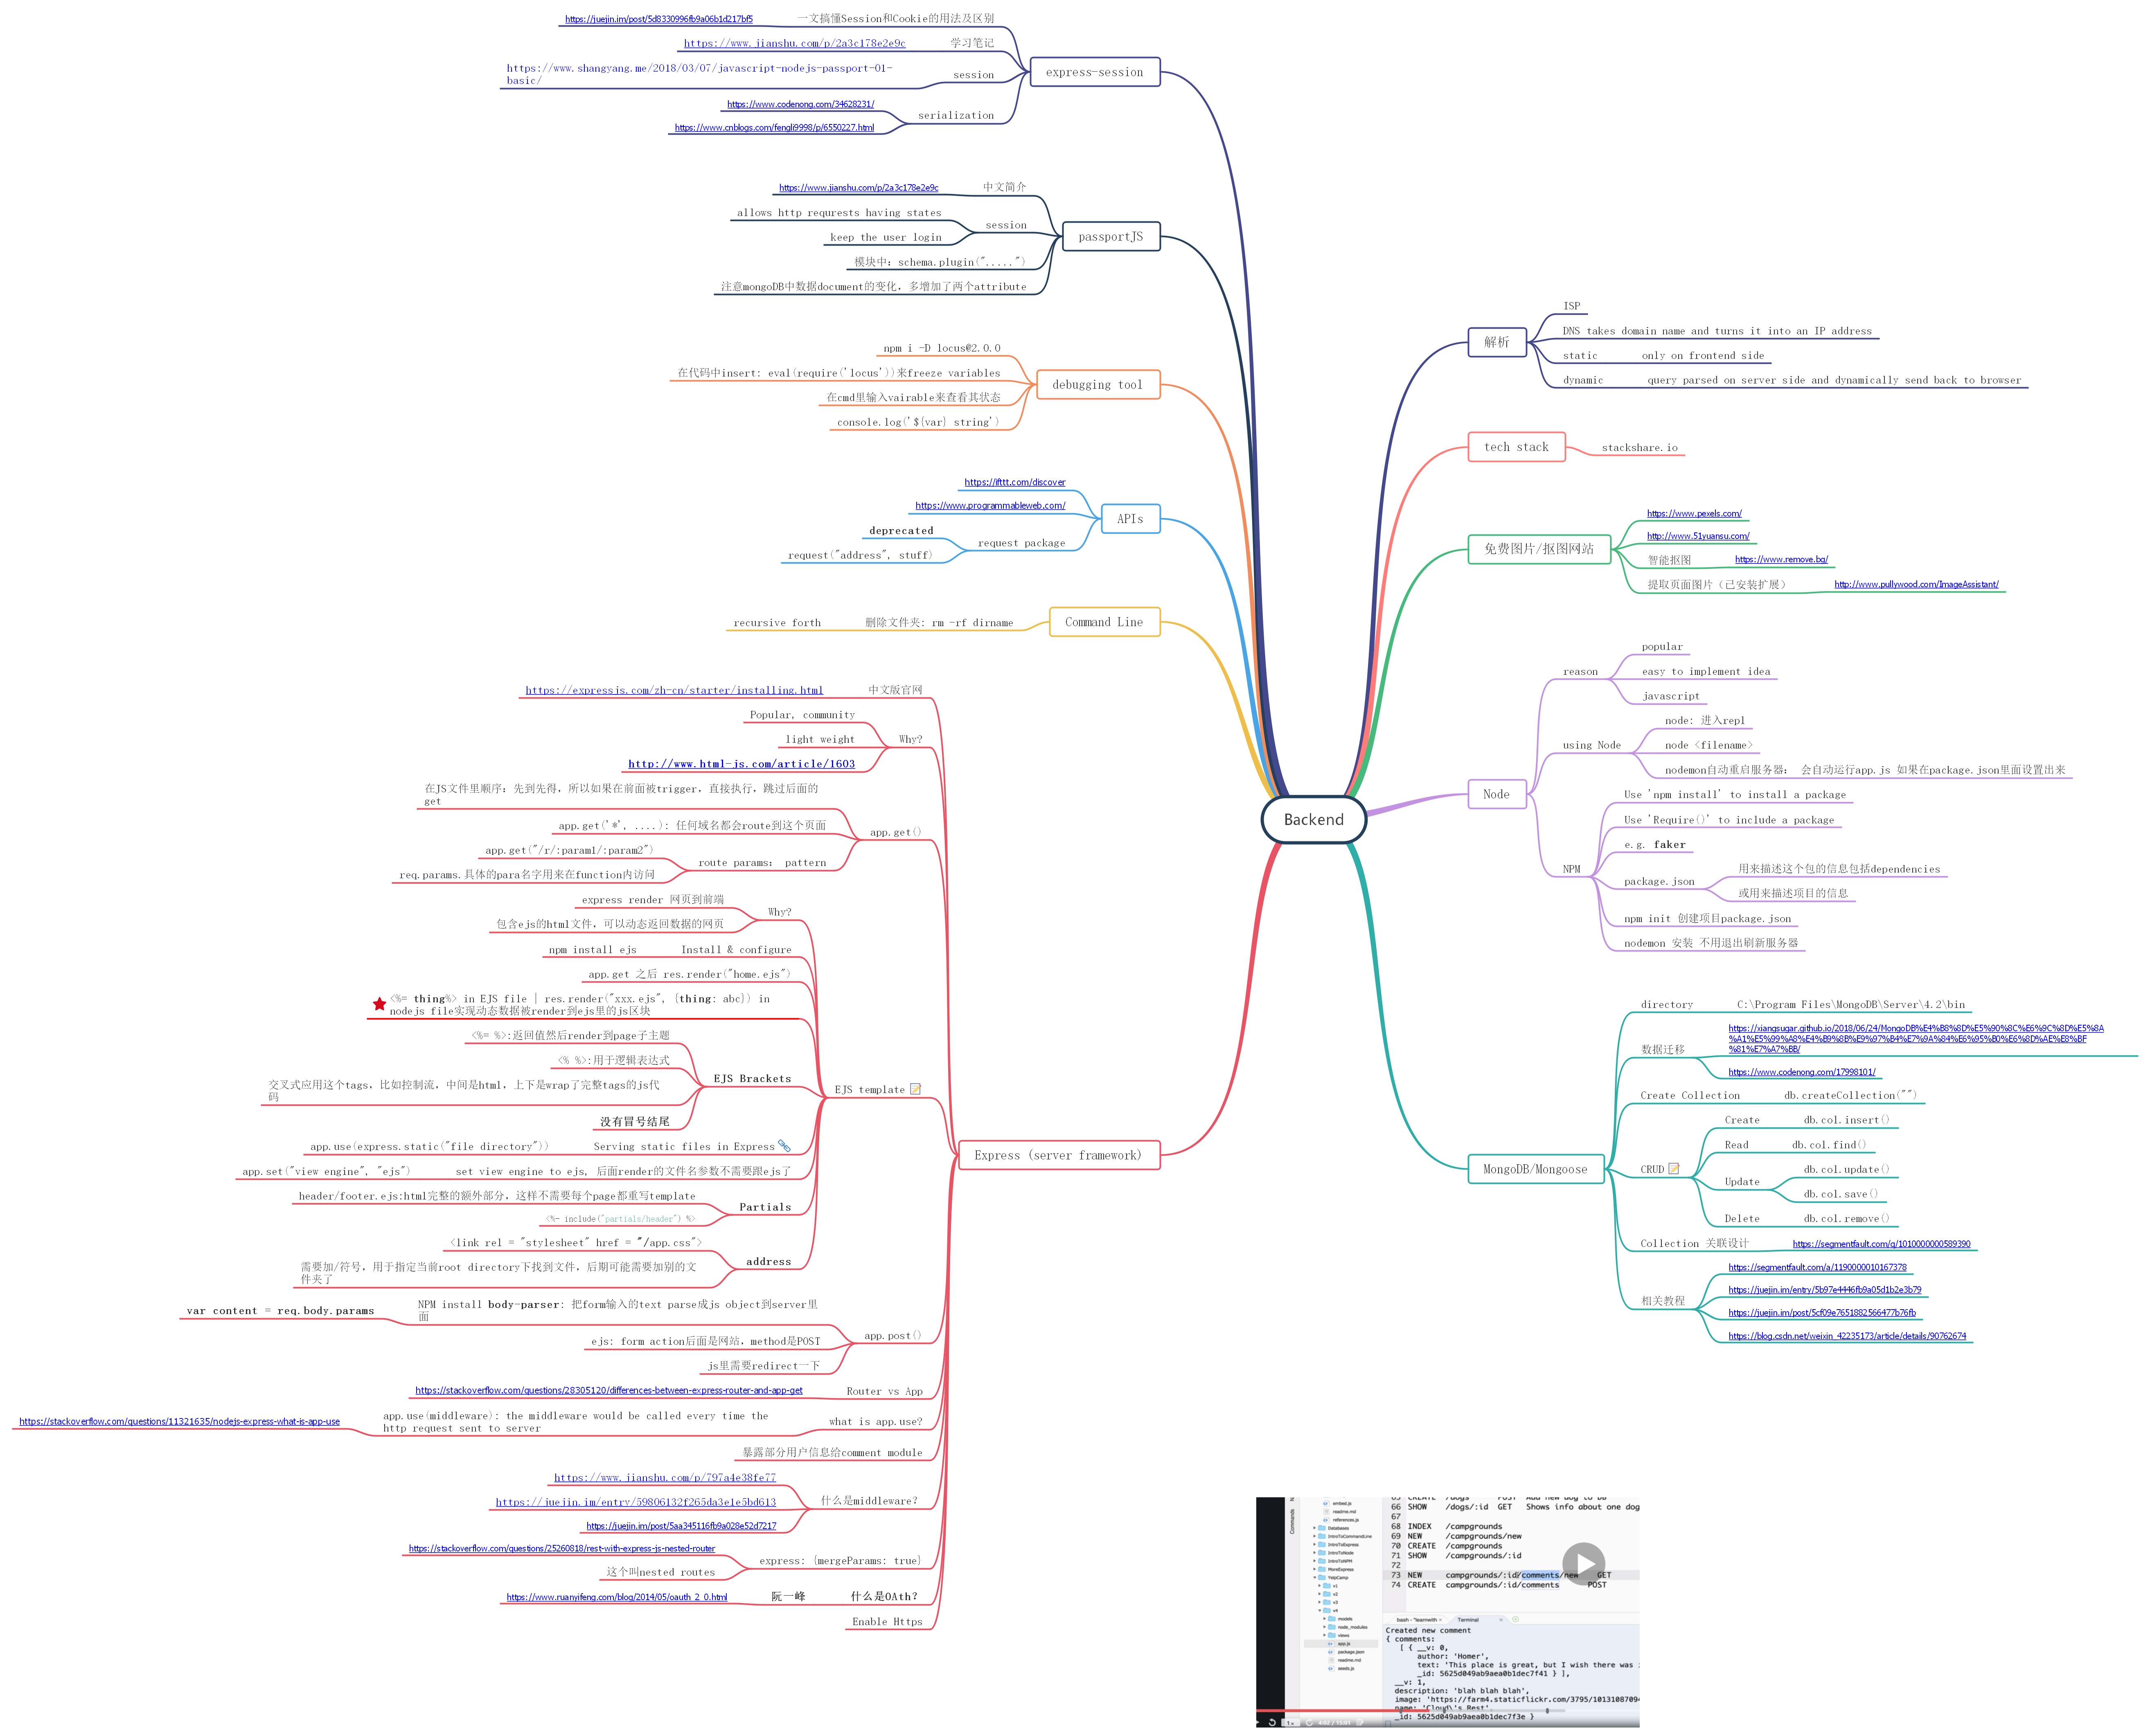 Backend
express-session
一文搞懂Session和Cookie的用法及区别
https://juejin.im/post/5d8330996fb9a06b1d217bf5
学习笔记
https://www.jianshu.com/p/2a3c178e2e9c
session
https://www.shangyang.me/2018/03/07/javascript-nodejs-passport-01-
basic/
serialization
https://www.codenong.com/34628231/
https://www.cnblogs.com/fengli9998/p/6550227.html
passportJS
中文简介
https://www.jianshu.com/p/2a3c178e2e9c
session
allows http requrests having states
keep the user login
模块中: schema.plugin(".....")
注意mongoDB中数据document的变化，多增加了两个attribute
debugging tool
npm i -D locus@2.0.0
在代码中insert: eval(require('locus'))来freeze variables
在cmd里输入vairable来查看其状态
console.log('${var} string')
APIs
https://ifttt.com/discover
https://www.programmableweb.com/
request package
deprecated
request("address", stuff)
Command Line
删除文件夹: rm -rf dirname
recursive forth
Express (server framework)
中文版官网
https://expressjs.com/zh-cn/starter/installing.html
Why?
Popular, community
light weight
http://www.html-js.com/article/1603
app.get()
在JS文件里顺序: 先到先得，所以如果在前面被trigger，直接执行，跳过后面的
get
app.get('*', ....): 任何域名都会route到这个页面
route params: pattern
app.get("/r/:param1/:param2")
req.params.具体的para名字用来在function内访问
EJS template
Why?
express render 网页到前端
包含ejs的html文件，可以动态返回数据的网页
Install & configure
npm install ejs
app.get 之后 res.render("home.ejs")
<%= thing%> in EJS file | res.render("xxx.ejs", {thing: abc}) in
nodejs file实现动态数据被render到ejs里的js区块
EJS Brackets
<%= %>:返回值然后render到page子主题
<% %>:用于逻辑表达式
交叉式应用这个tags，比如控制流，中间是html，上下是wrap了完整tags的js代
码
没有冒号结尾
Serving static files in Express
app.use(express.static("file directory"))
set view engine to ejs, 后面render的文件名参数不需要跟ejs了
app.set("view engine", "ejs")
Partials
header/footer.ejs:html完整的额外部分，这样不需要每个page都重写template
<%- include("partials/header") %>
address
<link rel = "stylesheet" href = "/app.css">
需要加/符号，用于指定当前root directory下找到文件，后期可能需要加别的文
件夹了
app.post()
NPM install body-parser: 把form输入的text parse成js object到server里
面
var content = req.body.params
ejs: form action后面是网站，method是POST
js里需要redirect一下
Router vs App
https://stackoverflow.com/questions/28305120/differences-between-express-router-and-app-get
what is app.use?
app.use(middleware): the middleware would be called every time the
http request sent to server
https://stackoverflow.com/questions/11321635/nodejs-express-what-is-app-use
暴露部分用户信息给comment module
什么是middleware?
https://www.jianshu.com/p/797a4e38fe77
https://juejin.im/entry/59806132f265da3e1e5bd613
https://juejin.im/post/5aa345116fb9a028e52d7217
express: {mergeParams: true}
https://stackoverflow.com/questions/25260818/rest-with-express-js-nested-router
这个叫nested routes
什么是OAth?
阮一峰
https://www.ruanyifeng.com/blog/2014/05/oauth_2_0.html
Enable Https
解析
ISP
DNS takes domain name and turns it into an IP address
static
only on frontend side
dynamic
query parsed on server side and dynamically send back to browser
tech stack
stackshare.io
免费图片/抠图网站
https://www.pexels.com/
http://www.51yuansu.com/
智能抠图
https://www.remove.bg/
提取页面图片（已安装扩展）
http://www.pullywood.com/ImageAssistant/
Node
reason
popular
easy to implement idea
javascript
using Node
node: 进入repl
node <filename>
nodemon自动重启服务器: 会自动运行app.js 如果在package.json里面设置出来
NPM
Use 'npm install' to install a package
Use 'Require()' to include a package
e.g. faker
package.json
用来描述这个包的信息包括dependencies
或用来描述项目的信息
npm init 创建项目package.json
nodemon 安装 不用退出刷新服务器
MongoDB/Mongoose
directory
C:\Program Files\MongoDB\Server\4.2\bin
数据迁移
https://xiangsugar.github.io/2018/06/24/MongoDB%E4%B8%8D%E5%90%8C%E6%9C%8D%E5%8A
%A1%E5%99%A8%E4%B9%8B%E9%97%B4%E7%9A%84%E6%95%B0%E6%8D%AE%E8%BF
%81%E7%A7%BB/
https://www.codenong.com/17998101/
Create Collection
db.createCollection("")
CRUD
Create
db.col.insert()
Read
db.col.find()
Update
db.col.update()
db.col.save()
Delete
db.col.remove()
Collection 关联设计
https://segmentfault.com/q/1010000000589390
相关教程
https://segmentfault.com/a/1190000010167378
https://juejin.im/entry/5b97e4446fb9a05d1b2e3b79
https://juejin.im/post/5cf09e7651882566477b76fb
https://blog.csdn.net/weixin_42235173/article/details/90762674
Commands
embed.js
readme.md
references.js
Databases
IntroToCommandLine
IntroToExpress
IntroToNode
IntroToNPM
MoreExpress
YelpCamp
v1
v2
v3
v4
models
node_modules
views
app.js
package.json
readme.md
seeds.js
65 CREATE /dogs POST Add new dog to DB
66 SHOW /dogs/:id GET Shows info about one dog
67
68 INDEX /campgrounds
69 NEW /campgrounds/new
70 CREATE /campgrounds
71 SHOW /campgrounds/:id
72
73 NEW campgrounds/:id/comments/new GET
74 CREATE campgrounds/:id/comments POST
bash - "learnwith × Terminal ×
Created new comment
{ comments:
[ { __v: 0,
author: 'Homer',
text: 'This place is great, but I wish there was
_id: 5625d049ab9aea0b1dec7f41 } ],
__v: 1,
description: 'blah blah blah',
image: 'https://farm4.staticflickr.com/3795/1013108709
name: 'Cloud\'s Rest',
_id: 5625d049ab9aea0b1dec7f3e }
1x